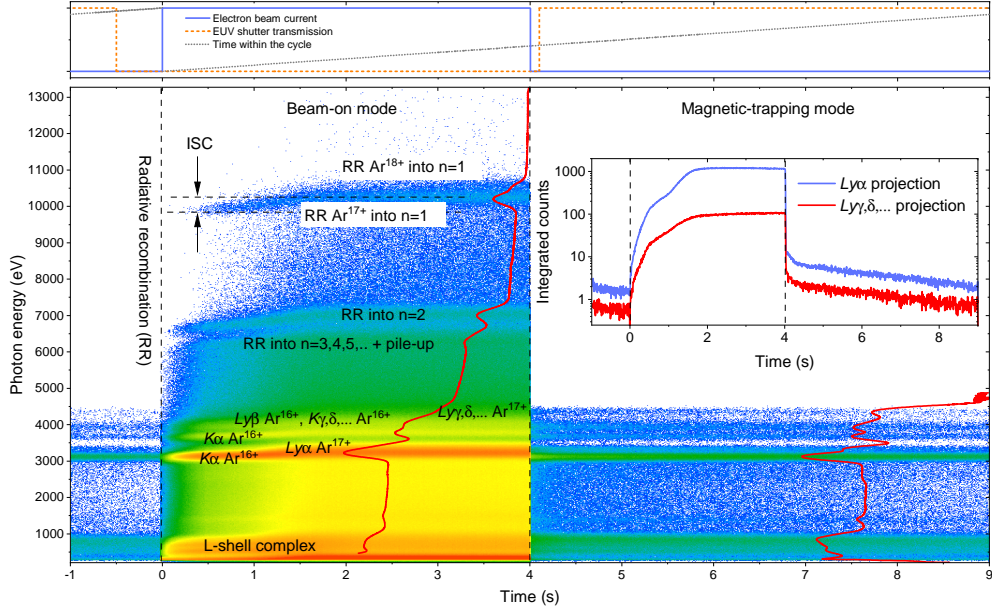 Electron beam current
EUV shutter transmission
Time within the cycle
13000
12000
11000
10000
9000
8000
7000
6000
5000
4000
3000
2000
1000
Photon energy (eV)
Radiative recombination (RR)
Beam-on mode
Magnetic-trapping mode
ISC
RR Ar18+ into n=1
RR Ar17+ into n=1
RR into n=2
RR into n=3,4,5,.. + pile-up
Lyβ Ar16+, Kγ,δ,... Ar16+
Lyγ,δ,... Ar17+
Kα Ar16+
Lyα Ar17+
Kα Ar16+
L-shell complex
1000
100
10
1
Integrated counts
Lyα projection
Lyγ,δ,... projection
0 2 4 6 8
Time (s)
-1 0 1 2 3 4 5 6 7 8 9
Time (s)
Time (s)